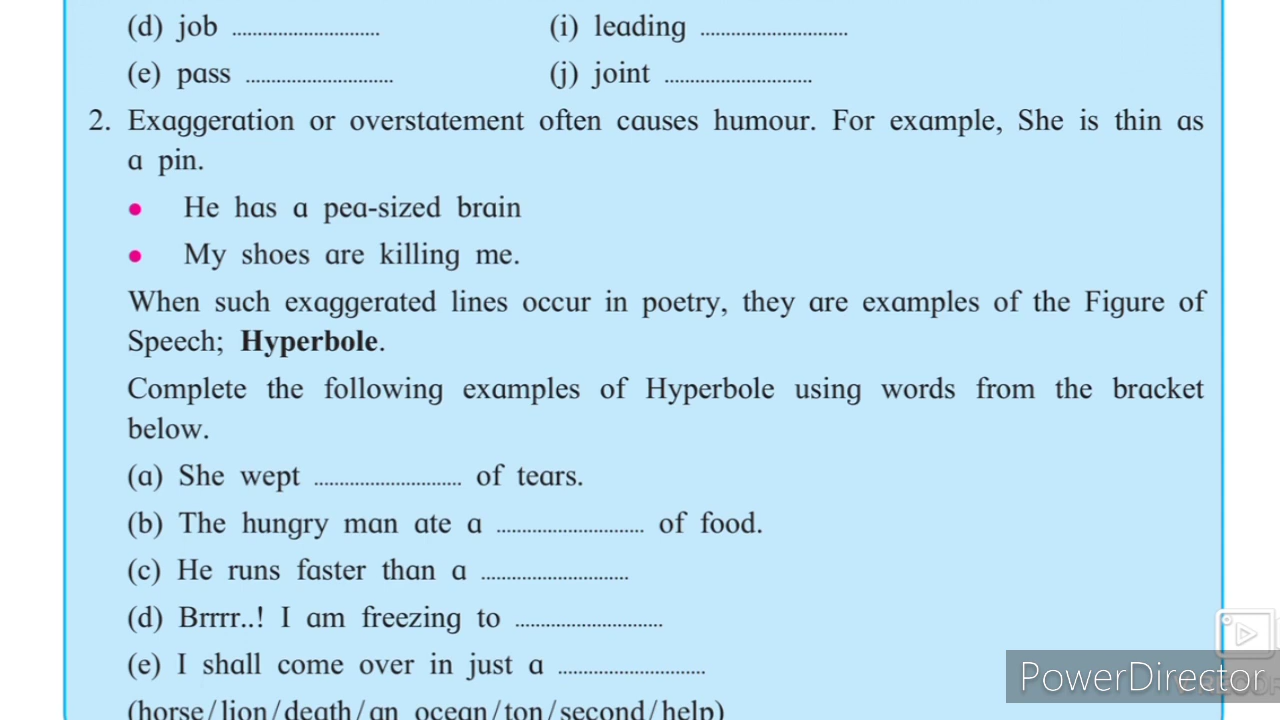 (d) job ............................. (i) leading .............................
(e) pass ............................. (j) joint .............................
2. Exaggeration or overstatement often causes humour. For example, She is thin as
a pin.
• He has a pea-sized brain
• My shoes are killing me.
When such exaggerated lines occur in poetry, they are examples of the Figure of
Speech; Hyperbole.
Complete the following examples of Hyperbole using words from the bracket
below.
(a) She wept ............................. of tears.
(b) The hungry man ate a ............................. of food.
(c) He runs faster than a .............................
(d) Brrrr..! I am freezing to .............................
(e) I shall come over in just a .............................
PowerDirector
(horse/lion/death/an ocean/ton/second/help)